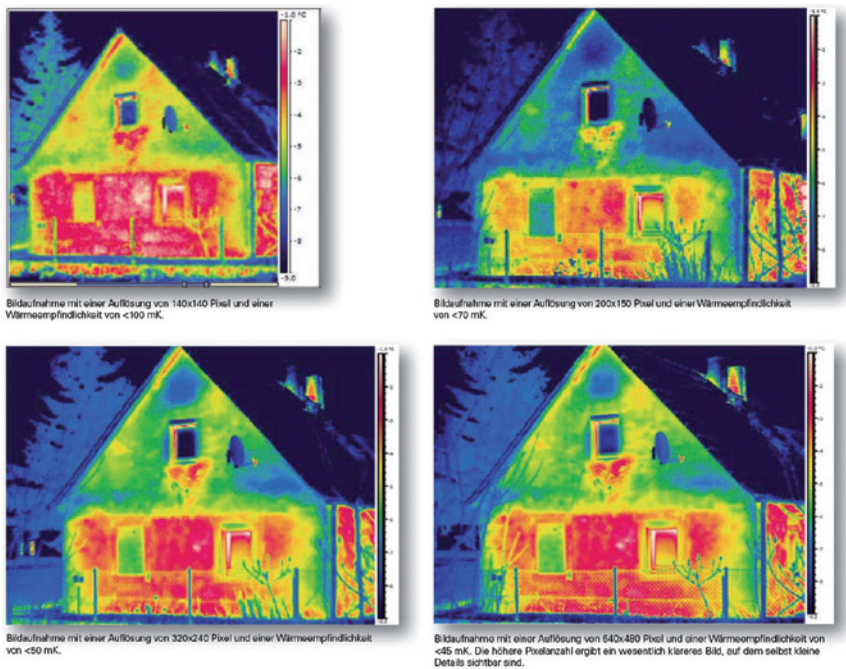 -1.0 °C
-2
-3
-4
-5
-6
-7
-8
-9.0
Bildaufnahme mit einer Auflösung von 140x140 Pixel und einer
Wärmeempfindlichkeit von <100 mK.
Bildaufnahme mit einer Auflösung von 200x150 Pixel und einer Wärmeempfindlichkeit
von <70 mK.
Bildaufnahme mit einer Auflösung von 320x240 Pixel und einer Wärmeempfindlichkeit
von <50 mK.
Bildaufnahme mit einer Auflösung von 640x480 Pixel und einer Wärmeempfindlichkeit von
<45 mK. Die höhere Pixelanzahl ergibt ein wesentlich klareres Bild, auf dem selbst kleine
Details sichtbar sind.